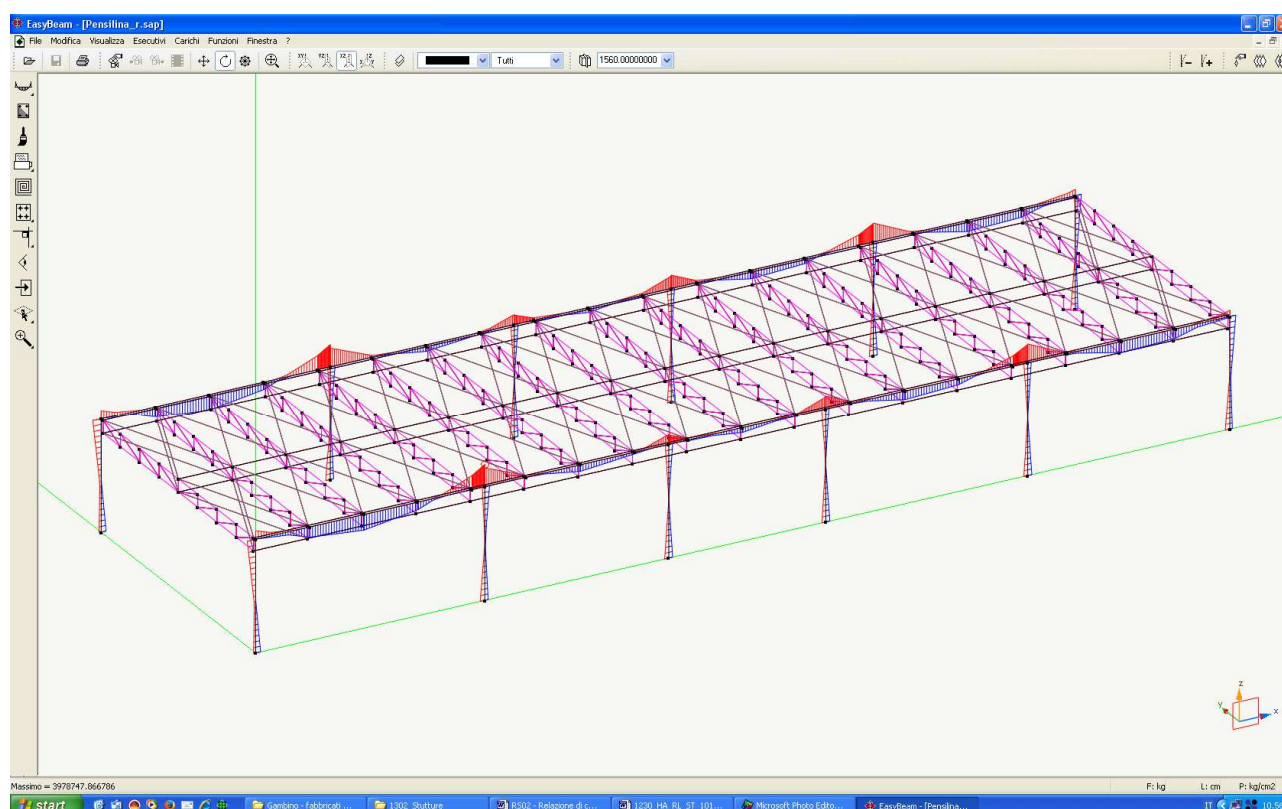 EasyBeam - [Pensilina_r.sap]
File Modifica Visualizza Esecutivi Carichi Funzioni Finestra ?
Tutti 1560.00000000
z
y
x
Massimo = 3978747.866786 F: kg L: cm P: kg/cm2
start Gambino - fabbricati ... 1302_Stutture RS02 - Relazione di c... 1230_HA_RL_ST_101... Microsoft Photo Edito... EasyBeam - [Pensilina... IT